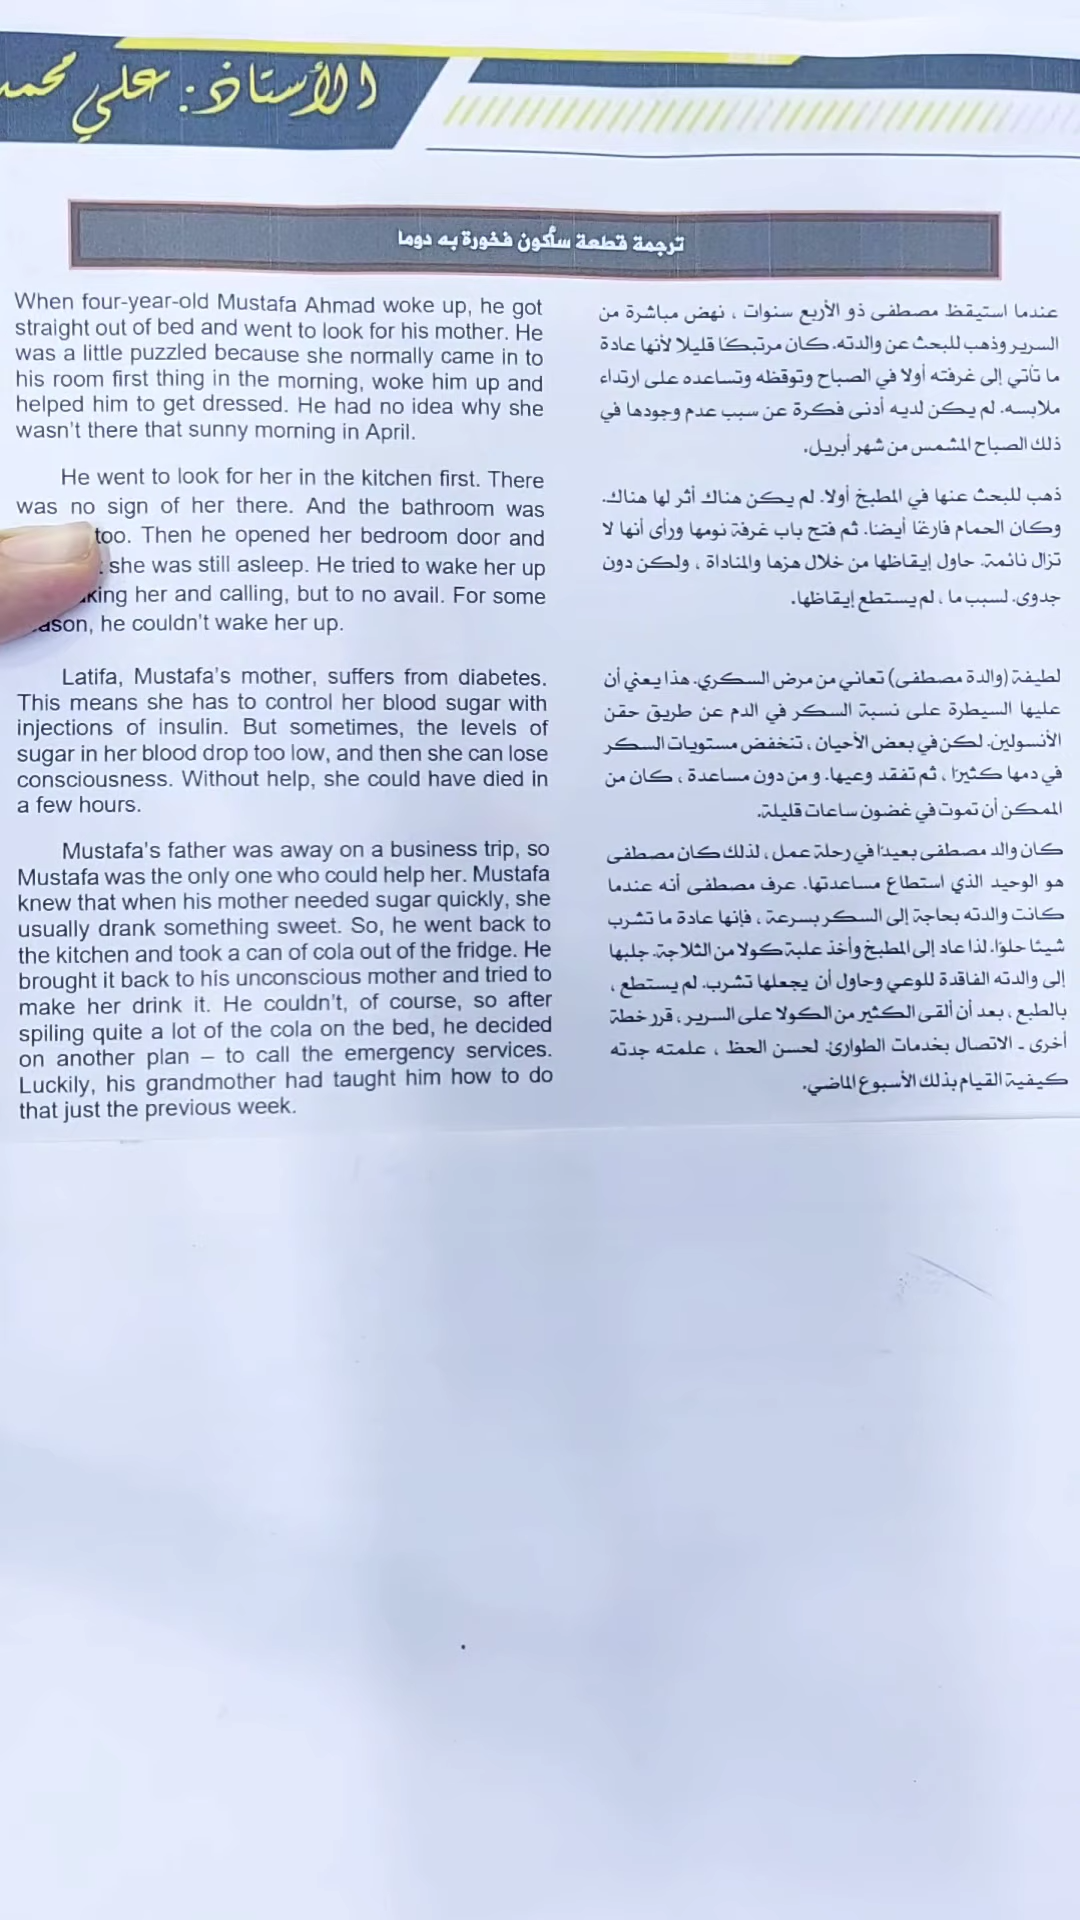 الأستاذ: علي محمد
ترجمة قطعة سأكون فخورة به دوما
When four-year-old Mustafa Ahmad woke up, he got
straight out of bed and went to look for his mother. He
was a little puzzled because she normally came in to
his room first thing in the morning, woke him up and
helped him to get dressed. He had no idea why she
wasn't there that sunny morning in April.
He went to look for her in the kitchen first. There
was no sign of her there. And the bathroom was
too. Then he opened her bedroom door and
she was still asleep. He tried to wake her up
her and calling, but to no avail. For some
he couldn't wake her up.
Latifa, Mustafa's mother, suffers from diabetes.
This means she has to control her blood sugar with
injections of insulin. But sometimes, the levels of
sugar in her blood drop too low, and then she can lose
consciousness. Without help, she could have died in
a few hours.
Mustafa's father was away on a business trip, so
Mustafa was the only one who could help her. Mustafa
knew that when his mother needed sugar quickly, she
usually drank something sweet. So, he went back to
the kitchen and took a can of cola out of the fridge. He
brought it back to his unconscious mother and tried to
make her drink it. He couldn't, of course, so after
spiling quite a lot of the cola on the bed, he decided
on another plan – to call the emergency services.
Luckily, his grandmother had taught him how to do
that just the previous week.
عندما استيقظ مصطفى ذو الأربع سنوات ، نهض مباشرة من
السرير وذهب للبحث عن والدته. كان مرتبكًا قليلا لأنها عادة
ما تأتي إلى غرفته أولا في الصباح وتوقظه وتساعده على ارتداء
ملابسه. لم يكن لديه أدنى فكرة عن سبب عدم وجودها في
ذلك الصباح المشمس من شهر أبريل.
ذهب للبحث عنها في المطبخ أولا. لم يكن هناك أثر لها هناك.
وكان الحمام فارغًا أيضا. ثم فتح باب غرفة نومها ورأى أنها لا
تزال نائمة. حاول إيقاظها من خلال هزها والمناداة ، ولكن دون
جدوى. لسبب ما ، لم يستطع إيقاظها.
لطيفة (والدة مصطفى) تعاني من مرض السكري. هذا يعني أن
عليها السيطرة على نسبة السكر في الدم عن طريق حقن
الأنسولين. لكن في بعض الأحيان ، تنخفض مستويات السكر
في دمها كثيرًا ، ثم تفقد وعيها. و من دون مساعدة ، كان من
الممكن أن تموت في غضون ساعات قليلة.
كان والد مصطفى بعيدًا في رحلة عمل ، لذلك كان مصطفى
هو الوحيد الذي استطاع مساعدتها. عرف مصطفى أنه عندما
كانت والدته بحاجة إلى السكر بسرعة ، فإنها عادة ما تشرب
شيئا حلوًا. لذا عاد إلى المطبخ وأخذ علبة كولا من الثلاجة. جلبها
إلى والدته الفاقدة للوعي وحاول أن يجعلها تشرب. لم يستطع ،
بالطبع ، بعد أن ألقى الكثير من الكولا على السرير ، قرر خطة
أخرى - الاتصال بخدمات الطوارئ. لحسن الحظ ، علمته جدته
كيفية القيام بذلك الأسبوع الماضي.